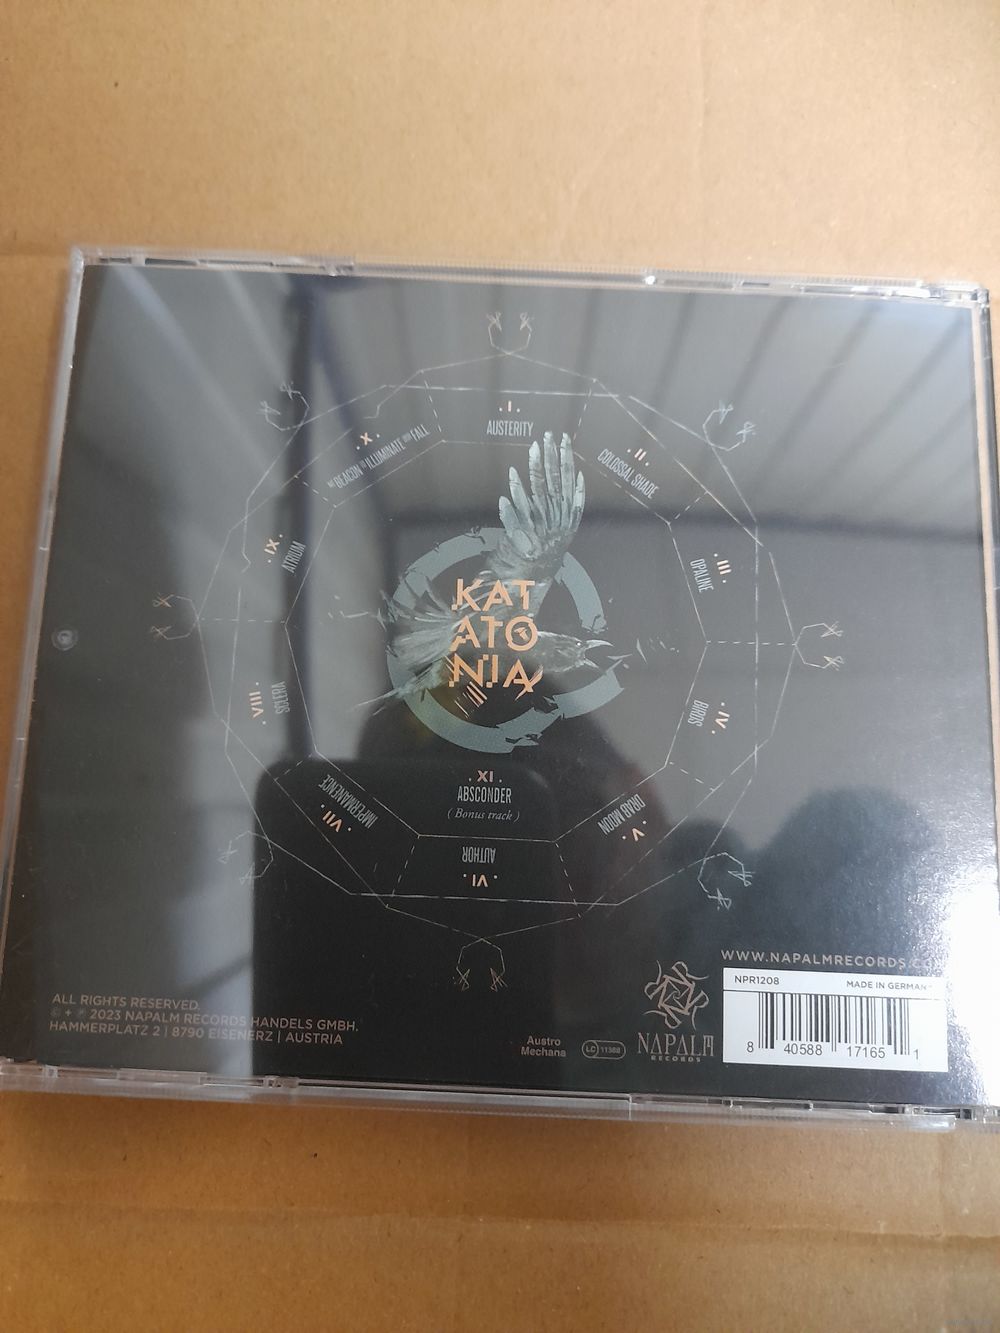 . I .
AUSTERITY
. II .
COLOSSAL SHADE
. III .
OPALINE
. IV .
BIRDS
. V .
DRAB MOON
. VI .
AUTHOR
. VII .
IMPERMANENCE
. VIII .
SCLERA
. IX .
ATRIUM
. X .
NO BEACON TO ILLUMINATE OUR FALL
KAT
ATO
NIA
. XI .
ABSCONDER
( Bonus track )
WWW.NAPALMRECORDS.CO
NPR1208 MADE IN GERMANY
8 40588 17165 1
ALL RIGHTS RESERVED.
© + ℗ 2023 NAPALM RECORDS HANDELS GMBH.
HAMMERPLATZ 2 | 8790 EISENERZ | AUSTRIA
Austro
Mechana
LC 11368
NAPALM
RECORDS